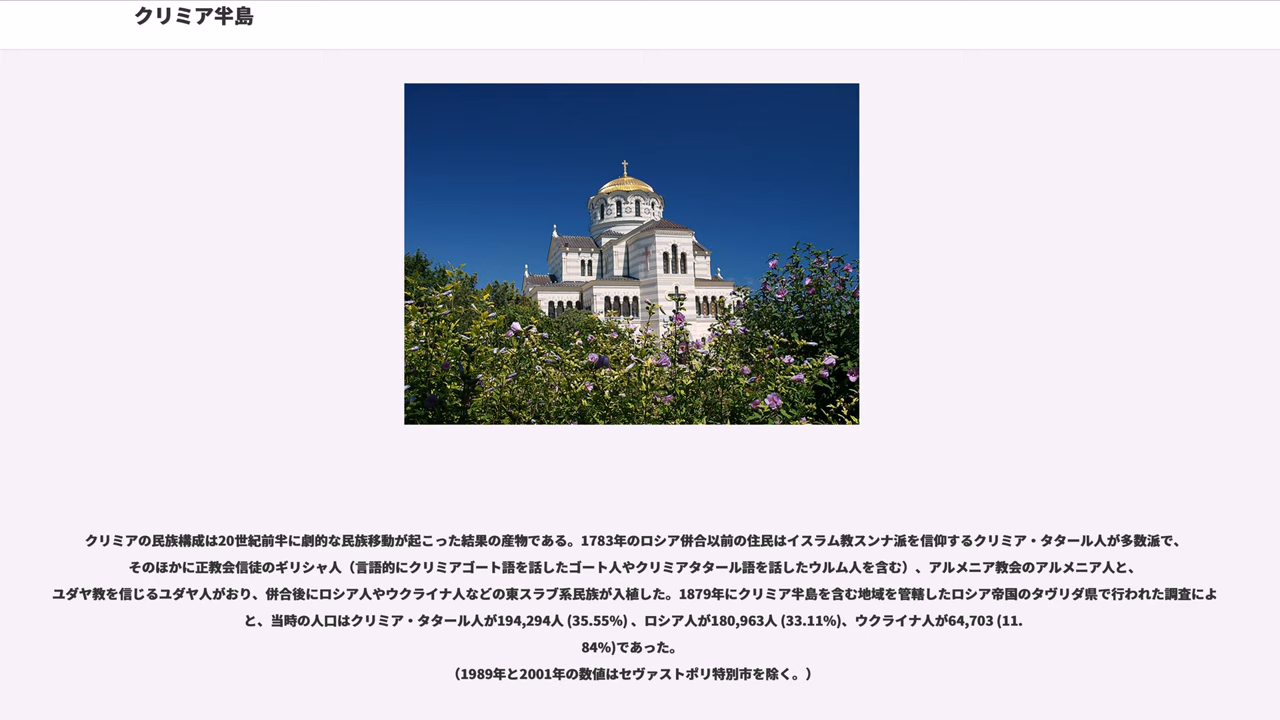 クリミア半島
クリミアの民族構成は20世紀前半に劇的な民族移動が起こった結果の産物である。1783年のロシア併合以前の住民はイスラム教スンナ派を信仰するクリミア・タタール人が多数派で、
そのほかに正教会信徒のギリシャ人（言語的にクリミアゴート語を話したゴート人やクリミアタタール語を話したウルム人を含む）、アルメニア教会のアルメニア人と、
ユダヤ教を信じるユダヤ人がおり、併合後にロシア人やウクライナ人などの東スラブ系民族が入植した。1879年にクリミア半島を含む地域を管轄したロシア帝国のタヴリダ県で行われた調査によ
と、当時の人口はクリミア・タタール人が194,294人 (35.55%) 、ロシア人が180,963人 (33.11%)、ウクライナ人が64,703 (11.
84%)であった。
（1989年と2001年の数値はセヴァストポリ特別市を除く。）